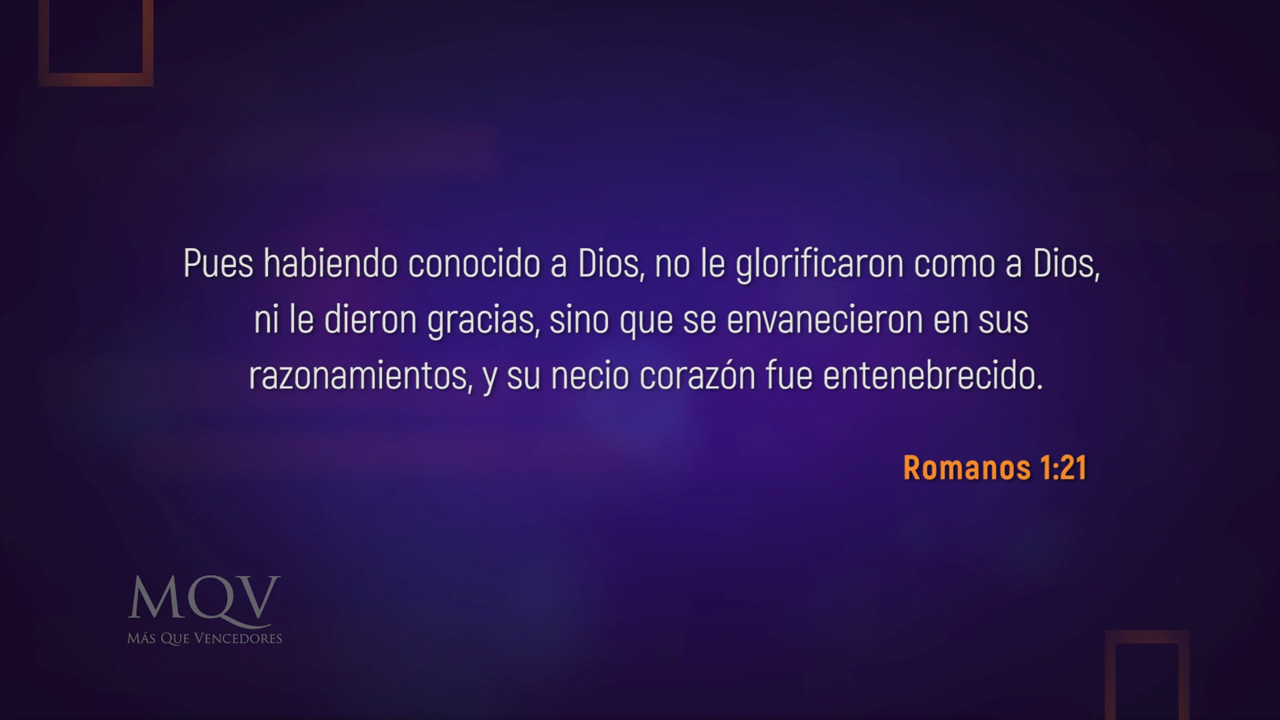 Pues habiendo conocido a Dios, no le glorificaron como a Dios,
ni le dieron gracias, sino que se envanecieron en sus
razonamientos, y su necio corazón fue entenebrecido.
Romanos 1:21
MQV
MÁS QUE VENCEDORES